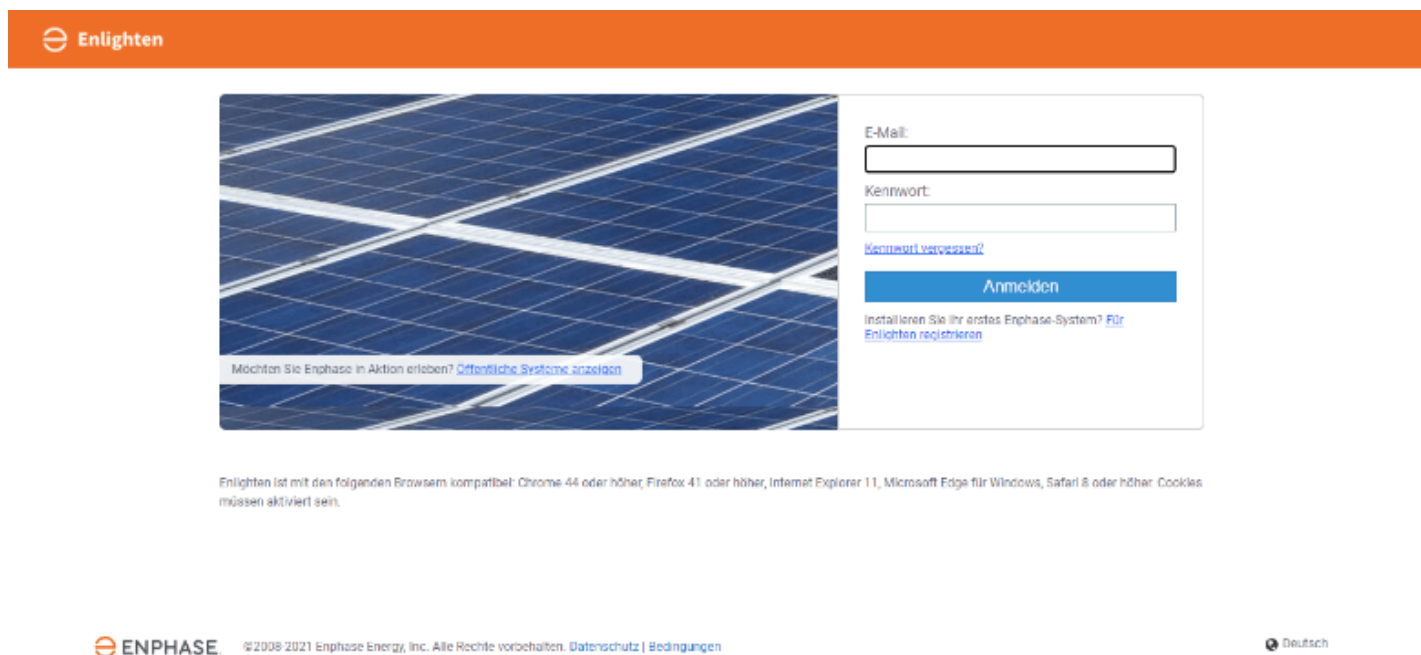 Enlighten
E-Mail:
Kennwort:
Kennwort vergessen?
Anmelden
Installieren Sie Ihr erstes Enphase-System? Für
Enlighten registrieren
Möchten Sie Enphase in Aktion erleben? Öffentliche Systeme anzeigen
Enlighten ist mit den folgenden Browsern kompatibel: Chrome 44 oder höher, Firefox 41 oder höher, Internet Explorer 11, Microsoft Edge für Windows, Safari 8 oder höher. Cookies
müssen aktiviert sein.
ENPHASE. ©2008-2021 Enphase Energy, Inc. Alle Rechte vorbehalten. Datenschutz | Bedingungen
Deutsch